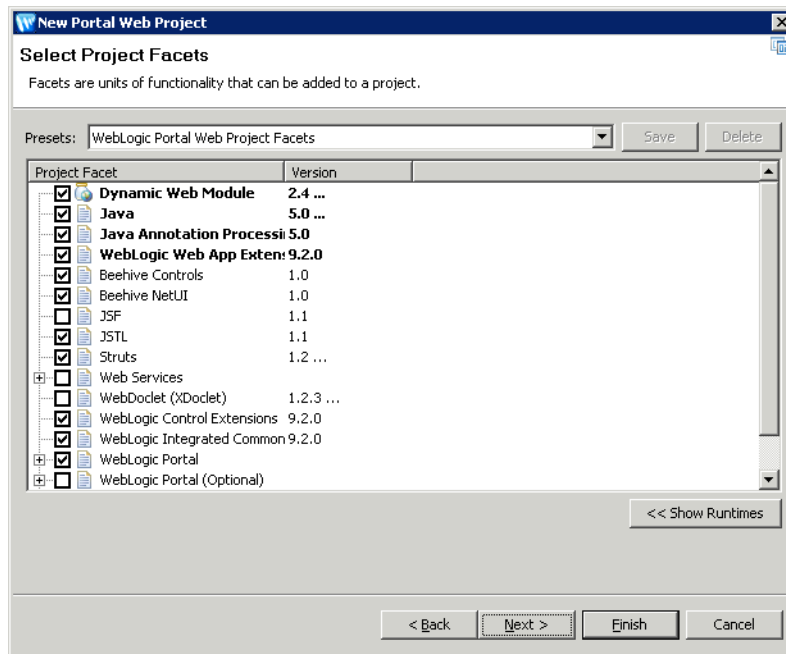 New Portal Web Project
Select Project Facets
Facets are units of functionality that can be added to a project.
Presets: WebLogic Portal Web Project Facets Save Delete
Project Facet Version
Dynamic Web Module 2.4 ...
Java 5.0 ...
Java Annotation Processi 5.0
WebLogic Web App Extens 9.2.0
Beehive Controls 1.0
Beehive NetUI 1.0
JSF 1.1
JSTL 1.1
Struts 1.2 ...
Web Services
WebDoclet (XDoclet) 1.2.3 ...
WebLogic Control Extensions 9.2.0
WebLogic Integrated Common 9.2.0
WebLogic Portal
WebLogic Portal (Optional)
<< Show Runtimes
< Back Next > Finish Cancel